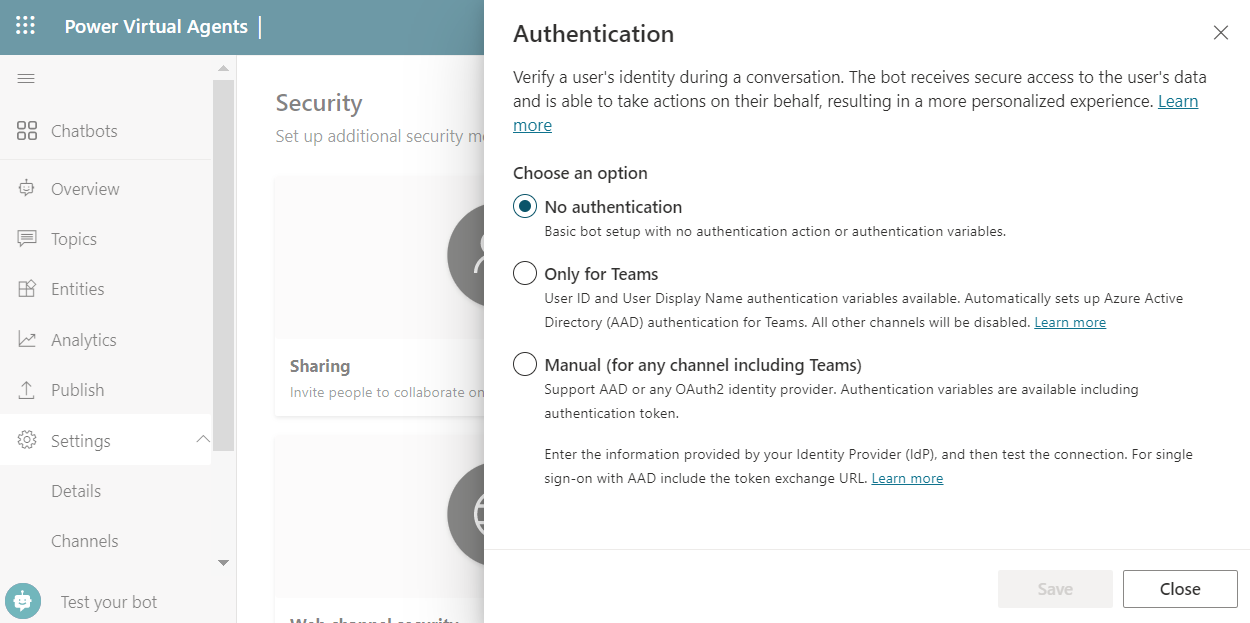 Power Virtual Agents
Chatbots
Overview
Topics
Entities
Analytics
Publish
Settings
Details
Channels
Test your bot
Security
Set up additional security
Sharing
Invite people to collaborate on
Web channel security
Authentication
Verify a user's identity during a conversation. The bot receives secure access to the user's data
and is able to take actions on their behalf, resulting in a more personalized experience. Learn
more
Choose an option
No authentication
Basic bot setup with no authentication action or authentication variables.
Only for Teams
User ID and User Display Name authentication variables available. Automatically sets up Azure Active
Directory (AAD) authentication for Teams. All other channels will be disabled. Learn more
Manual (for any channel including Teams)
Support AAD or any OAuth2 identity provider. Authentication variables are available including
authentication token.
Enter the information provided by your Identity Provider (IdP), and then test the connection. For single
sign-on with AAD include the token exchange URL. Learn more
Save
Close